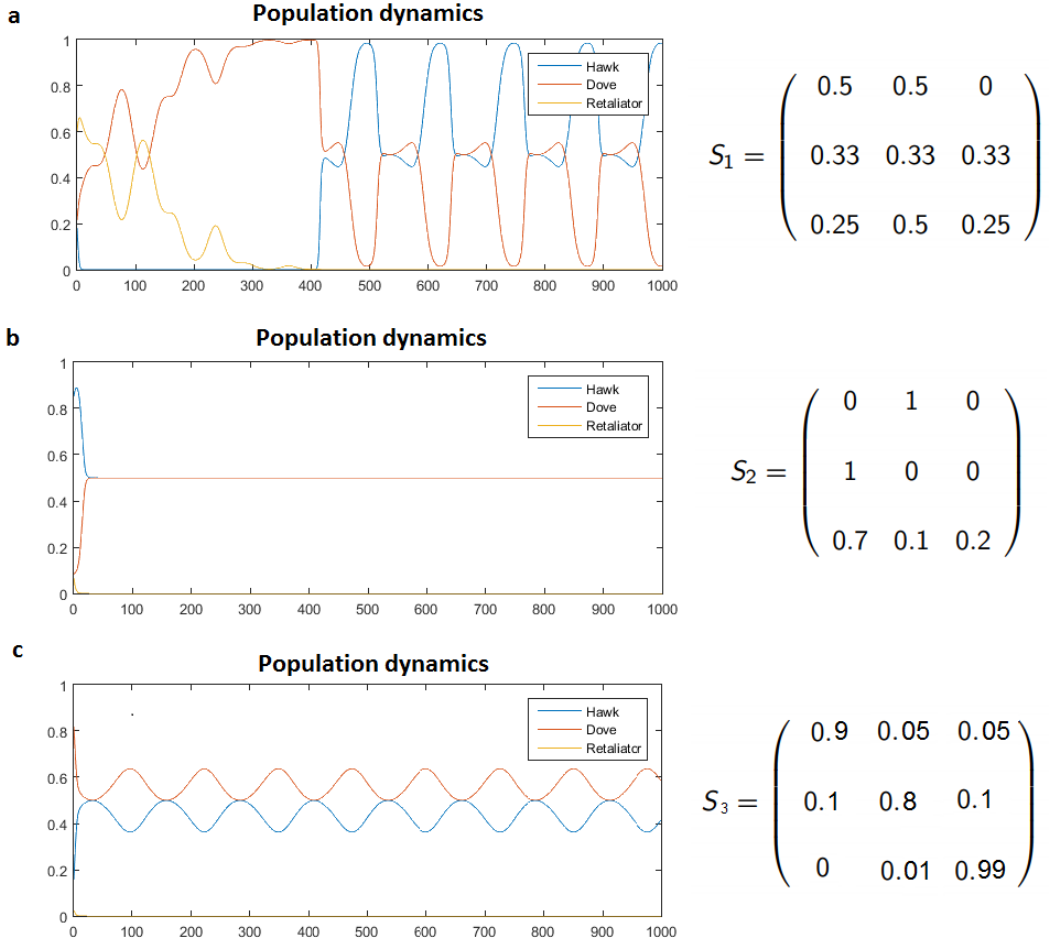 a
Population dynamics
1
0.8
0.6
0.4
0.2
0
0 100 200 300 400 500 600 700 800 900 1000
Hawk
Dove
Retaliator
S1 =
0.5 0.5 0
0.33 0.33 0.33
0.25 0.5 0.25
b
Population dynamics
1
0.8
0.6
0.4
0.2
0
0 100 200 300 400 500 600 700 800 900 1000
Hawk
Dove
Retaliator
S2 =
0 1 0
1 0 0
0.7 0.1 0.2
c
Population dynamics
1
0.8
0.6
0.4
0.2
0
0 100 200 300 400 500 600 700 800 900 1000
Hawk
Dove
Retaliator
S3 =
0.9 0.05 0.05
0.1 0.8 0.1
0 0.01 0.99